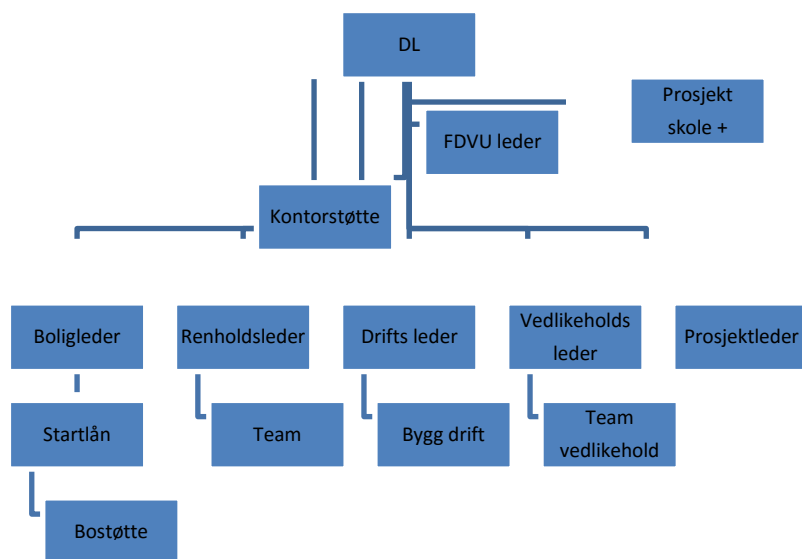 DL
Prosjekt
skole +
FDVU leder
Kontorstøtte
Boligleder
Renholdsleder
Drifts leder
Vedlikeholds
leder
Prosjektleder
Startlån
Team
Bygg drift
Team
vedlikehold
Bostøtte